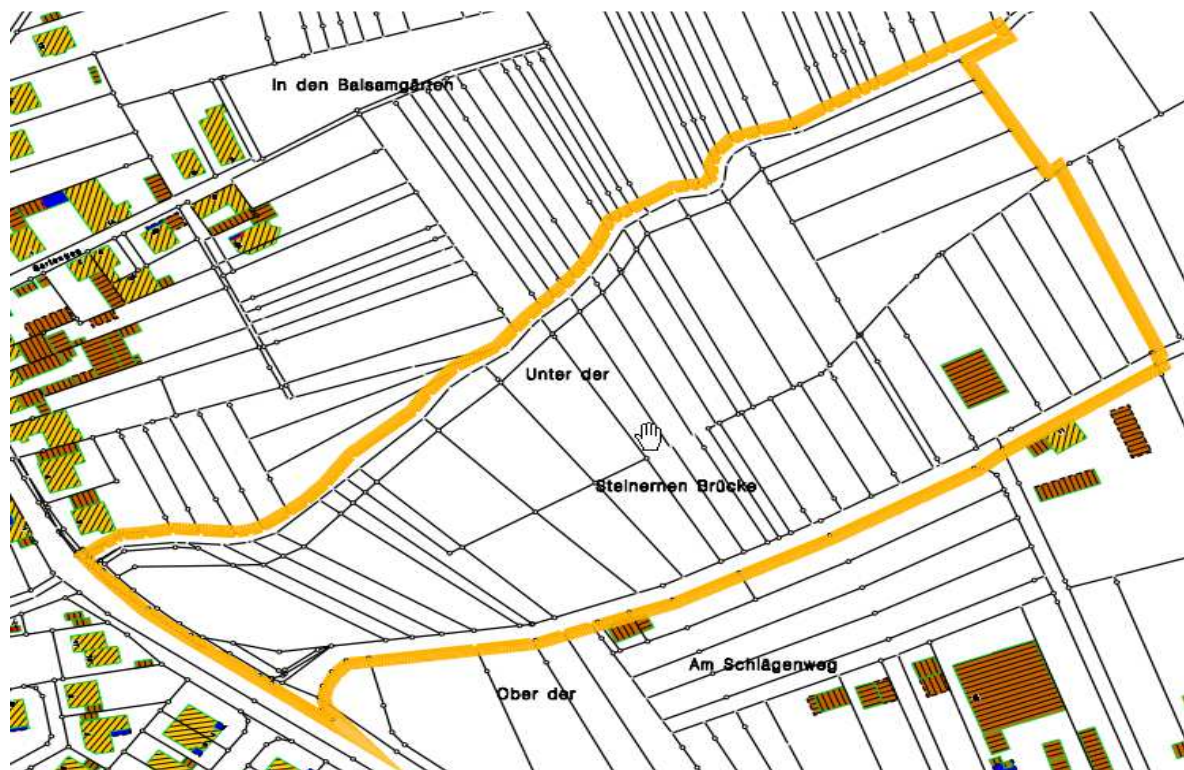 In den Balsamgärten
Unter der
Steinernen Brücke
Am Schlägenweg
Ober der